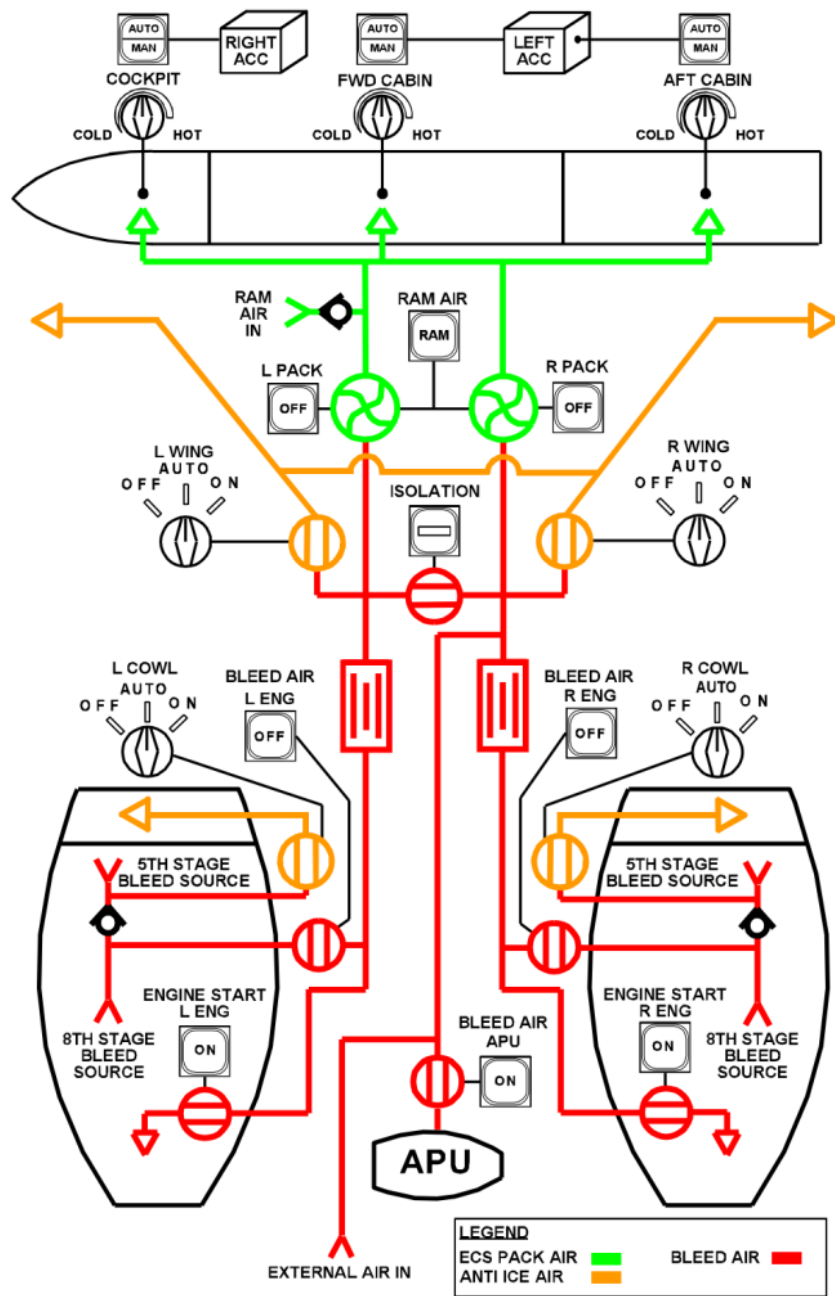 AUTO
MAN
RIGHT
ACC
AUTO
MAN
LEFT
ACC
AUTO
MAN
COCKPIT
FWD CABIN
AFT CABIN
COLD
HOT
COLD
HOT
COLD
HOT
RAM
AIR
IN
RAM AIR
RAM
L PACK
OFF
R PACK
OFF
L WING
AUTO
OFF
ON
ISOLATION
R WING
AUTO
OFF
ON
L COWL
AUTO
OFF
ON
BLEED AIR
L ENG
OFF
BLEED AIR
R ENG
OFF
R COWL
AUTO
OFF
ON
5TH STAGE
BLEED SOURCE
5TH STAGE
BLEED SOURCE
8TH STAGE
BLEED
SOURCE
ENGINE START
L ENG
ON
BLEED AIR
APU
ON
ENGINE START
R ENG
ON
8TH STAGE
BLEED
SOURCE
APU
EXTERNAL AIR IN
LEGEND
ECS PACK AIR
BLEED AIR
ANTI ICE AIR